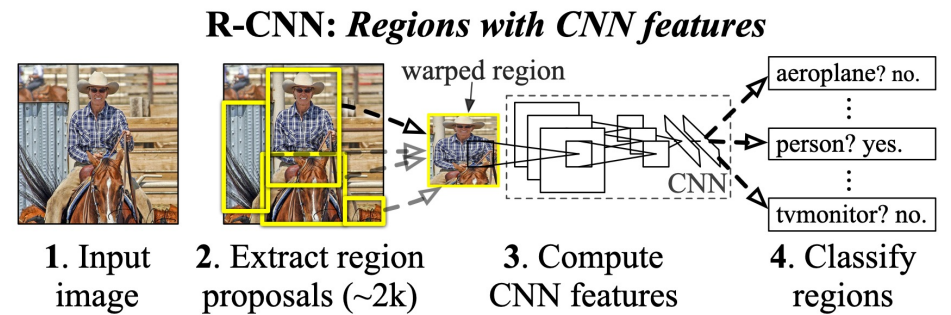 R-CNN: Regions with CNN features
warped region
aeroplane? no.
person? yes.
CNN
tvmonitor? no.
1. Input
image
2. Extract region
proposals (~2k)
3. Compute
CNN features
4. Classify
regions